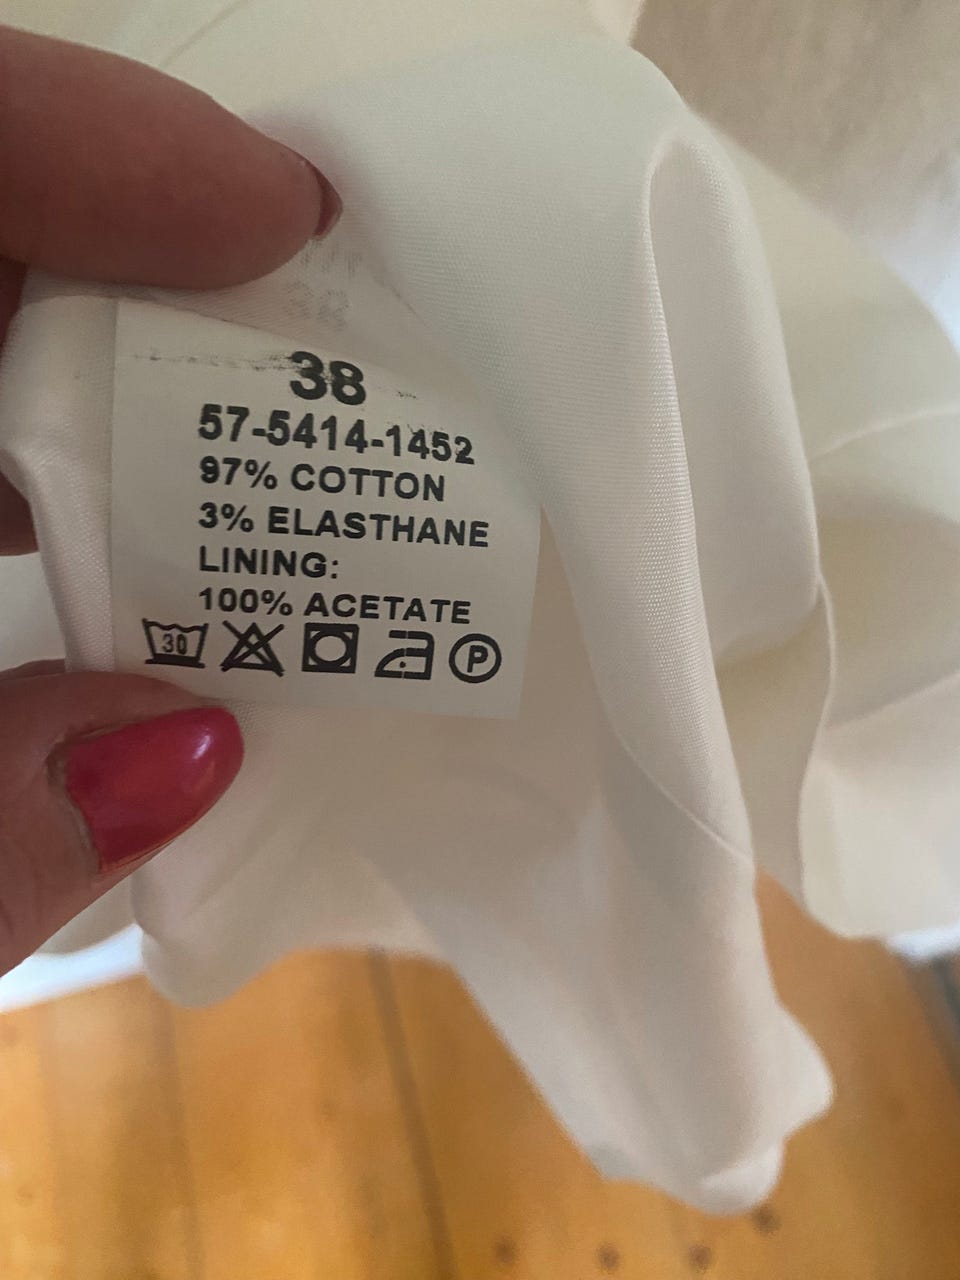 38
57-5414-1452
97% COTTON
3% ELASTHANE
LINING:
100% ACETATE
30 P